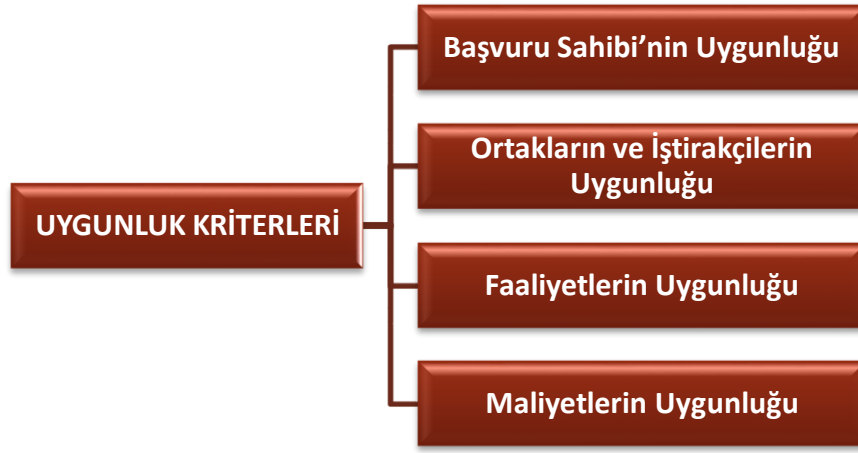 UYGUNLUK KRİTERLERİ
Başvuru Sahibi’nin Uygunluğu
Ortakların ve İştirakçilerin
Uygunluğu
Faaliyetlerin Uygunluğu
Maliyetlerin Uygunluğu